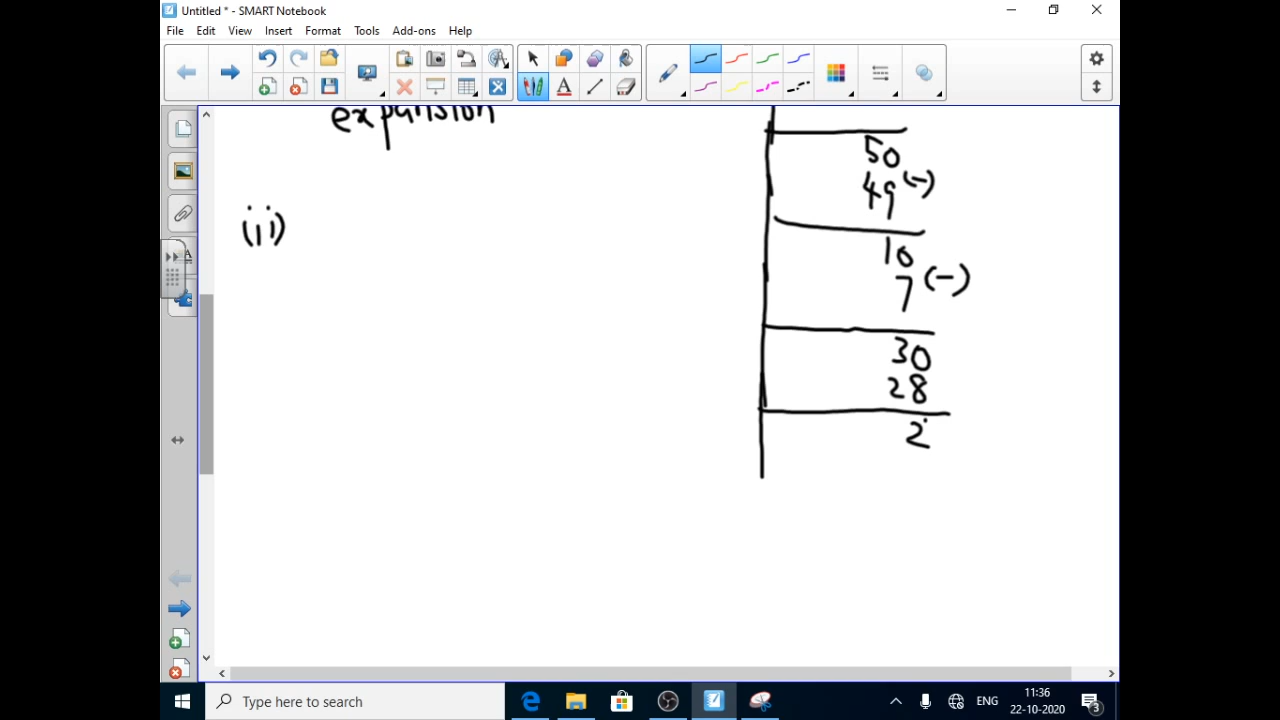 Untitled * - SMART Notebook
File Edit View Insert Format Tools Add-ons Help
expansion
50
49 (-)
(ii)
10
7 (-)
30
28
2
Type here to search
ENG
11:36
22-10-2020
3